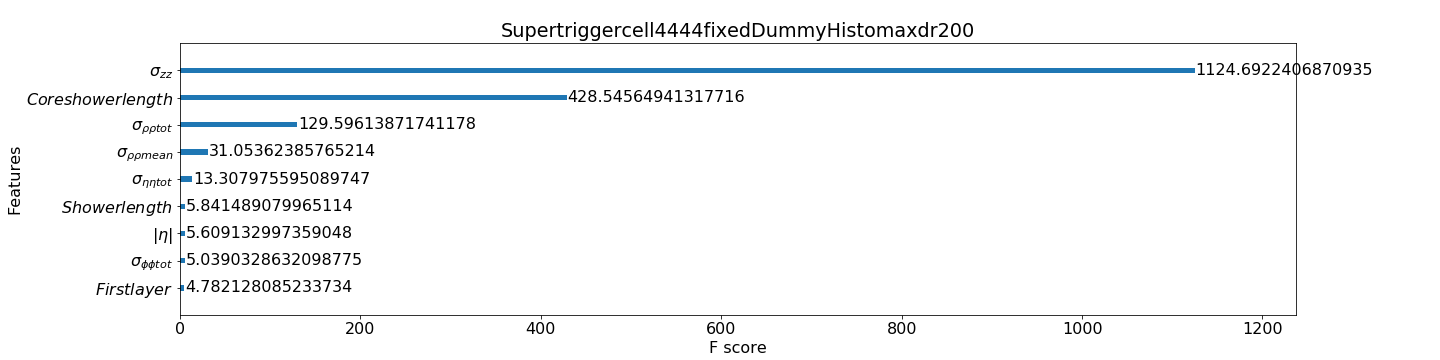 Supertriggercell4444fixedDummyHistomaxdr200
σzz 1124.6922406870935
Coreshowerlength 428.54564941317716
σρρtot 129.59613871741178
σρρmean 31.05362385765214
σηηtot 13.307975595089747
Showerlength 5.841489079965114
|η| 5.609132997359048
σϕϕtot 5.0390328632098775
Firstlayer 4.782128085233734
Features
0 200 400 600 800 1000 1200
F score